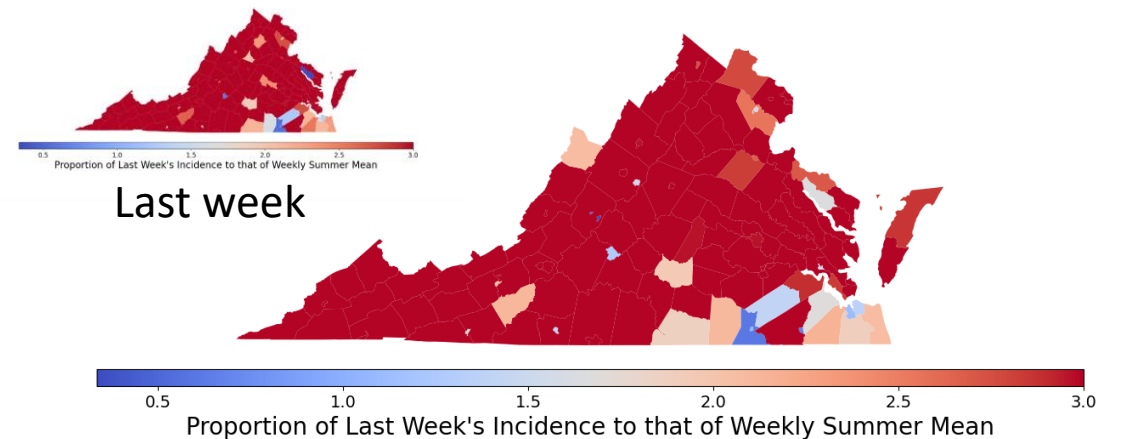 0.5 1.0 1.5 2.0 2.5 3.0
Proportion of Last Week's Incidence to that of Weekly Summer Mean
Last week
0.5 1.0 1.5 2.0 2.5 3.0
Proportion of Last Week's Incidence to that of Weekly Summer Mean